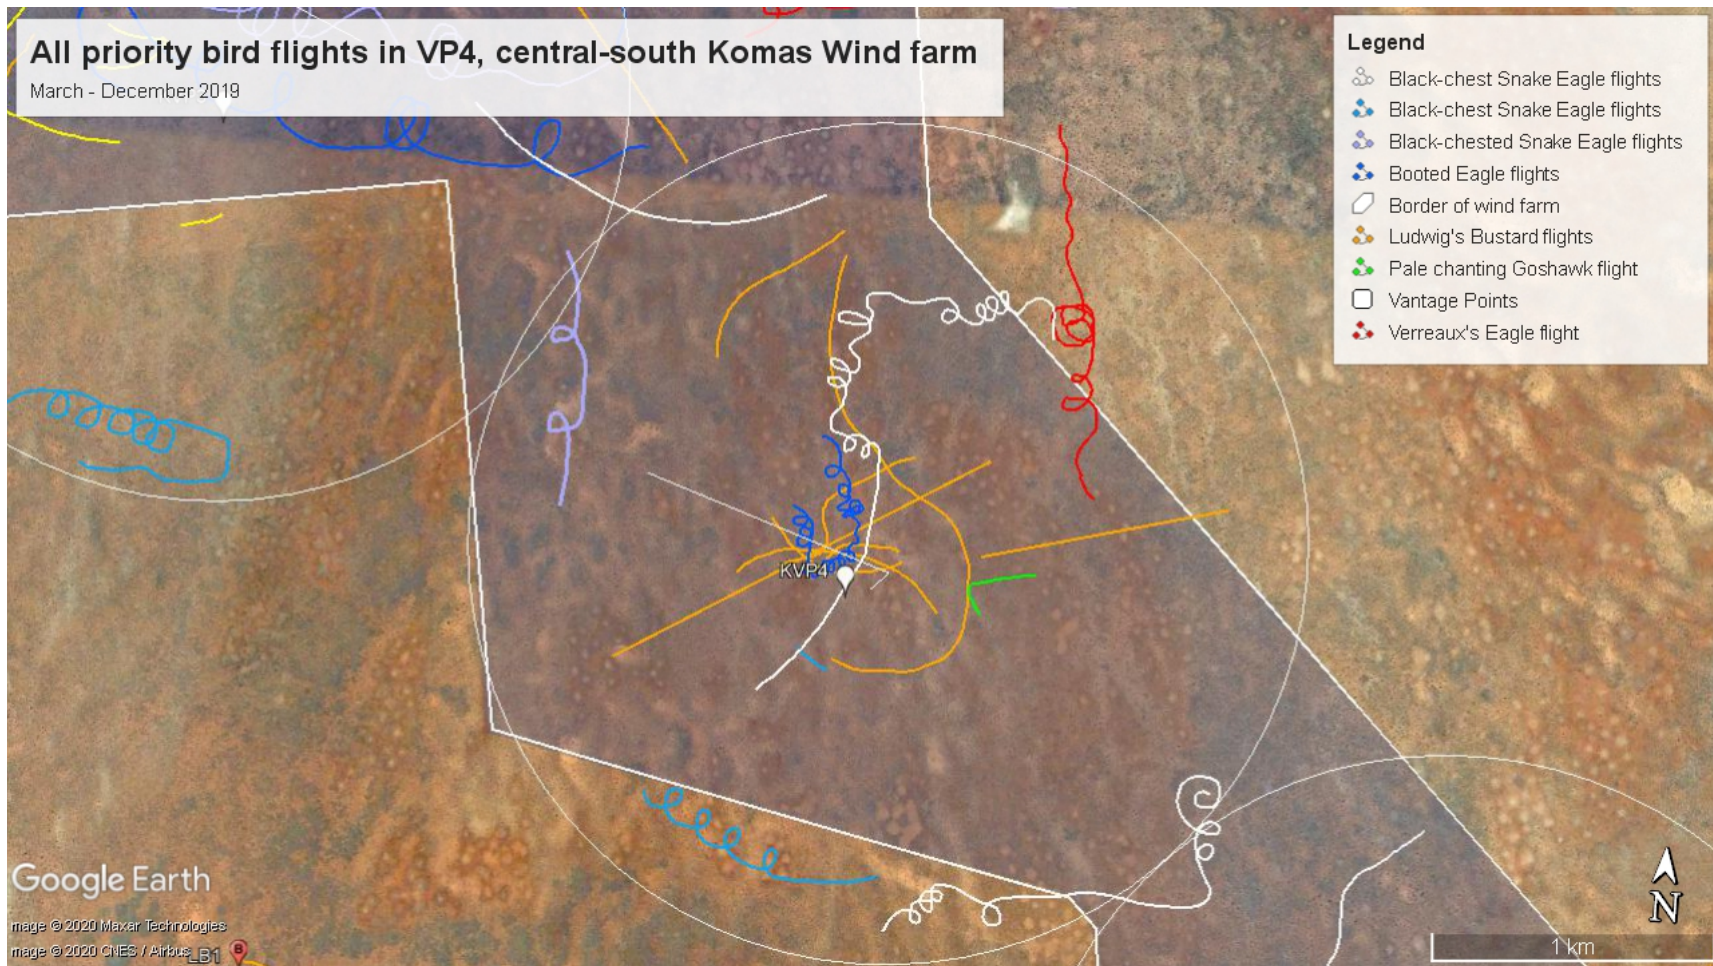 All priority bird flights in VP4, central-south Komas Wind farm
March - December 2019
Legend
Black-chest Snake Eagle flights
Black-chest Snake Eagle flights
Black-chested Snake Eagle flights
Booted Eagle flights
Border of wind farm
Ludwig's Bustard flights
Pale chanting Goshawk flight
Vantage Points
Verreaux's Eagle flight
KVP4
Google Earth
mage © 2020 Maxar Technologies
mage © 2020 CNES / Airbus
LB1
B
N
1 km